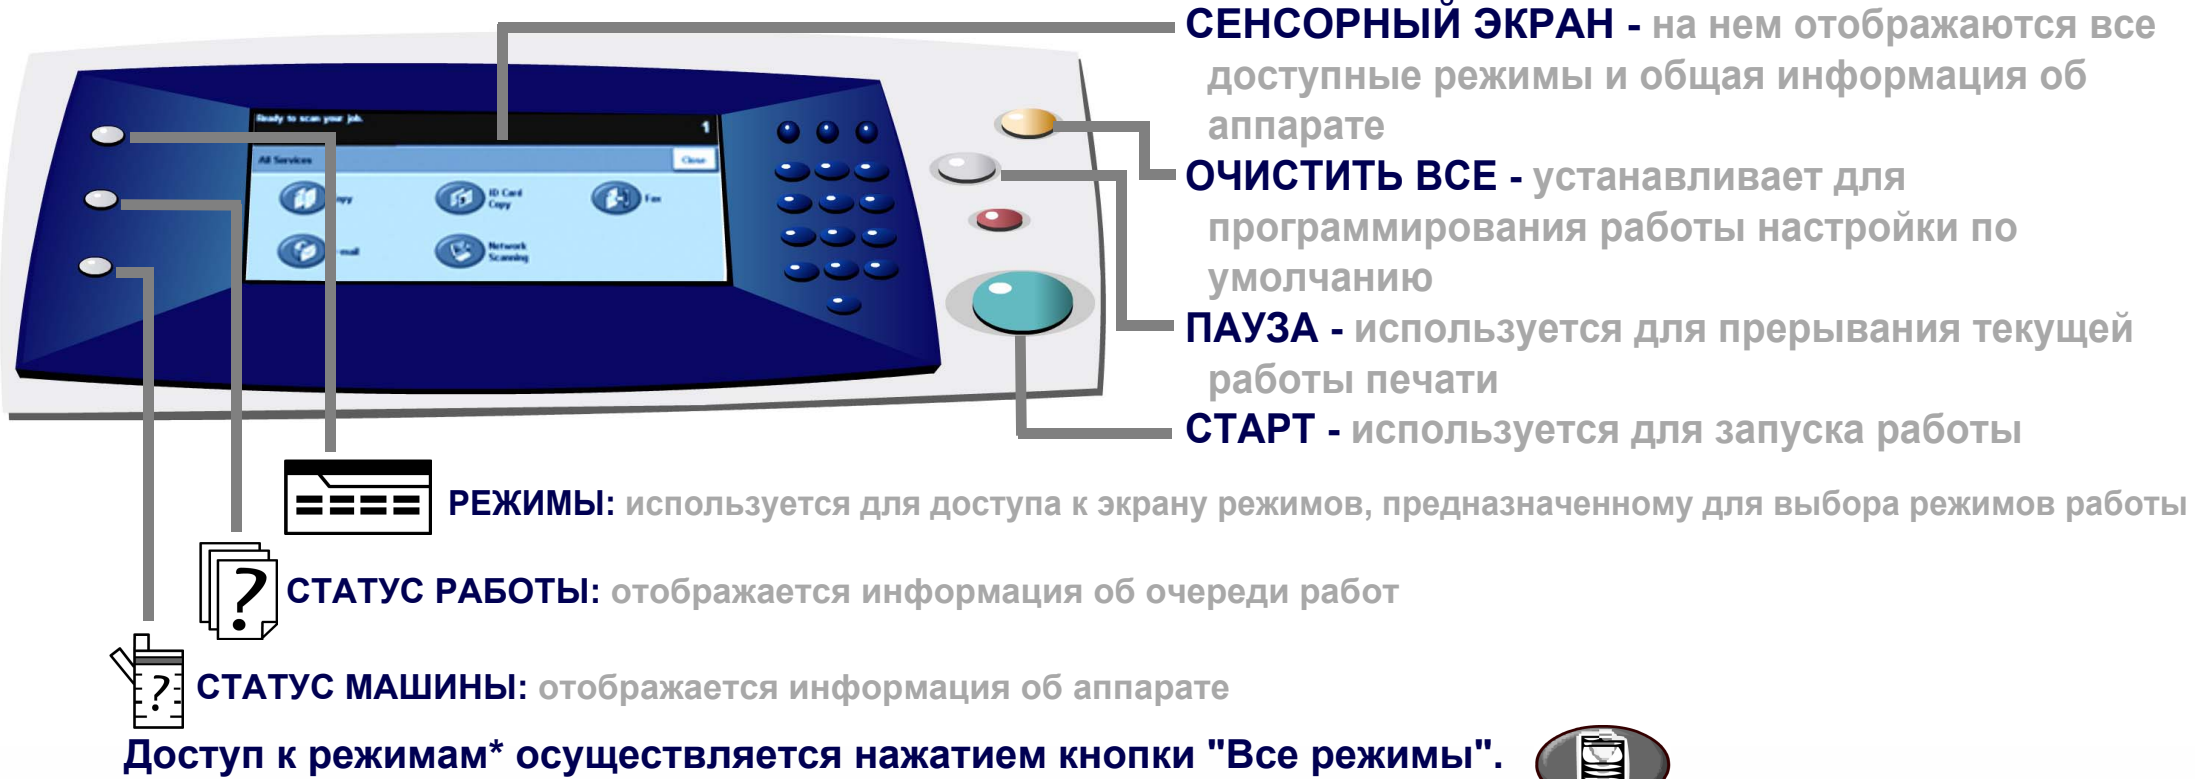 СЕНСОРНЫЙ ЭКРАН - на нем отображаются все
доступные режимы и общая информация об
аппарате
ОЧИСТИТЬ ВСЕ - устанавливает для
программирования работы настройки по
умолчанию
ПАУЗА - используется для прерывания текущей
работы печати
СТАРТ - используется для запуска работы
Ready to scan your job.
1
All Services
Close
ID Card
Copy
Fax
Network
Scanning
РЕЖИМЫ: используется для доступа к экрану режимов, предназначенному для выбора режимов работы
СТАТУС РАБОТЫ: отображается информация об очереди работ
СТАТУС МАШИНЫ: отображается информация об аппарате
Доступ к режимам* осуществляется нажатием кнопки "Все режимы".